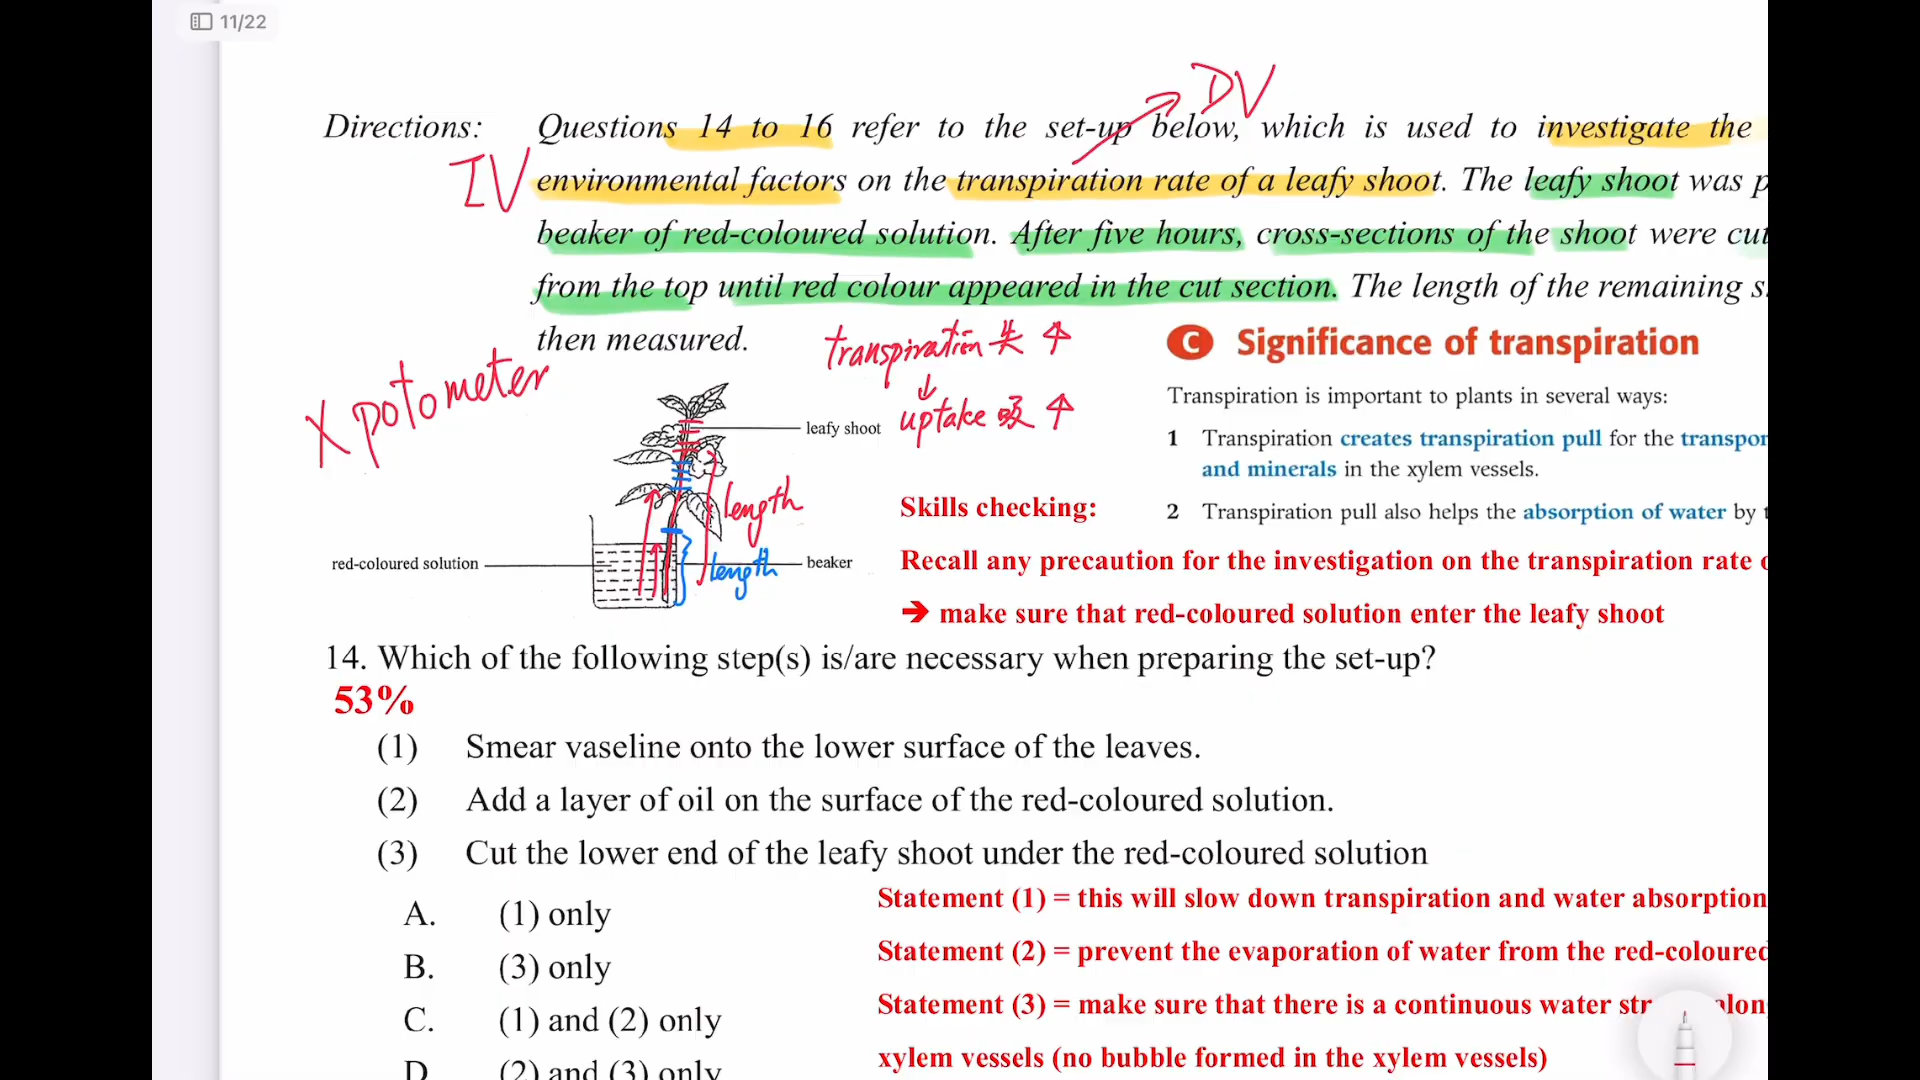 11/22
DV
Directions: Questions 14 to 16 refer to the set-up below, which is used to investigate the
IV
environmental factors on the transpiration rate of a leafy shoot. The leafy shoot was p
beaker of red-coloured solution. After five hours, cross-sections of the shoot were cut
from the top until red colour appeared in the cut section. The length of the remaining s
then measured.
transpiration 失 ↑
↓
uptake 吸 ↑
X potometer
leafy shoot
length
red-coloured solution
length
beaker
C Significance of transpiration
Transpiration is important to plants in several ways:
1 Transpiration creates transpiration pull for the transpor
and minerals in the xylem vessels.
2 Transpiration pull also helps the absorption of water by t
Skills checking:
Recall any precaution for the investigation on the transpiration rate o
➔ make sure that red-coloured solution enter the leafy shoot
14. Which of the following step(s) is/are necessary when preparing the set-up?
53%
(1) Smear vaseline onto the lower surface of the leaves.
(2) Add a layer of oil on the surface of the red-coloured solution.
(3) Cut the lower end of the leafy shoot under the red-coloured solution
A. (1) only
B. (3) only
C. (1) and (2) only
D. (2) and (3) only
Statement (1) = this will slow down transpiration and water absorption
Statement (2) = prevent the evaporation of water from the red-coloured
Statement (3) = make sure that there is a continuous water str alon
xylem vessels (no bubble formed in the xylem vessels)